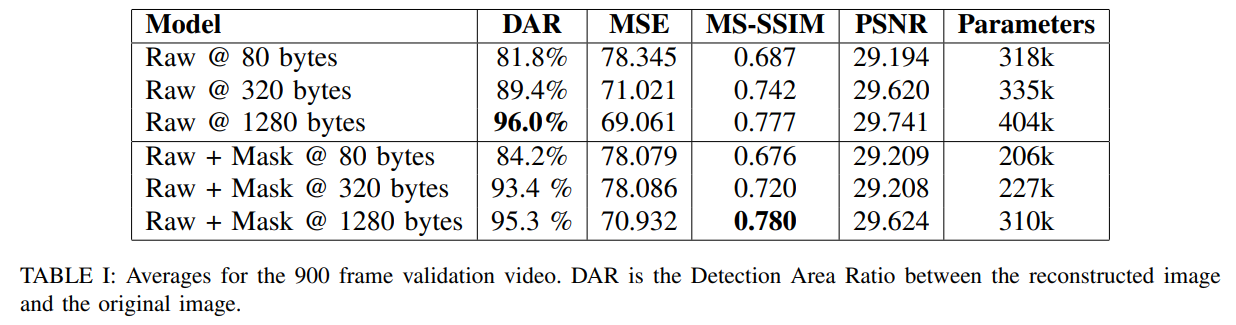 Model DAR MSE MS-SSIM PSNR Parameters
Raw @ 80 bytes 81.8% 78.345 0.687 29.194 318k
Raw @ 320 bytes 89.4% 71.021 0.742 29.620 335k
Raw @ 1280 bytes 96.0% 69.061 0.777 29.741 404k
Raw + Mask @ 80 bytes 84.2% 78.079 0.676 29.209 206k
Raw + Mask @ 320 bytes 93.4 % 78.086 0.720 29.208 227k
Raw + Mask @ 1280 bytes 95.3 % 70.932 0.780 29.624 310k
TABLE I: Averages for the 900 frame validation video. DAR is the Detection Area Ratio between the reconstructed image
and the original image.